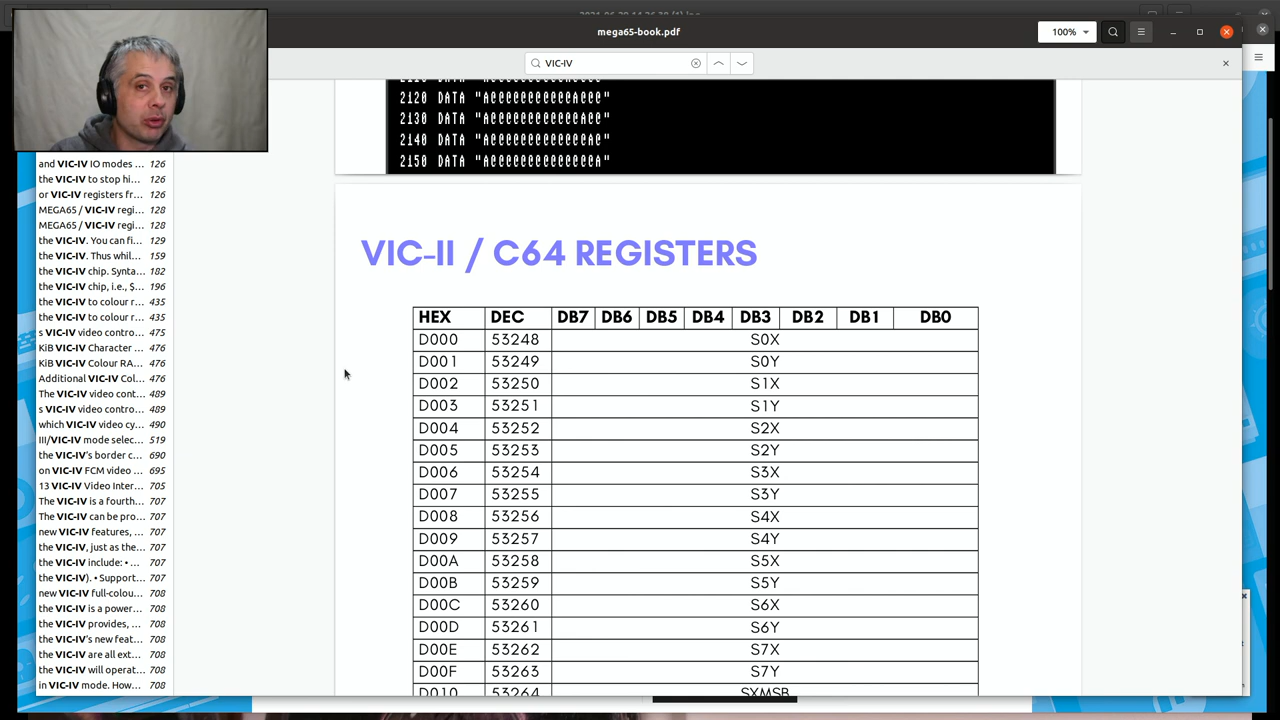 mega65-book.pdf
100%
VIC-IV
2120 DATA "A@@@@@@@@@@@@A@@@"
2130 DATA "A@@@@@@@@@@@@@A@@"
2140 DATA "A@@@@@@@@@@@@@@A@"
2150 DATA "A@@@@@@@@@@@@@@@A"
and VIC-IV IO modes ... 126
the VIC-IV to stop hi... 126
or VIC-IV registers fr... 126
MEGA65 / VIC-IV regi... 128
MEGA65 / VIC-IV regi... 128
the VIC-IV. You can fi... 129
the VIC-IV. Thus whil... 159
the VIC-IV chip. Synta... 182
the VIC-IV chip, i.e., $... 196
the VIC-IV to colour r... 435
the VIC-IV to colour r... 435
s VIC-IV video contro... 475
KiB VIC-IV Character ... 476
KiB VIC-IV Colour RA... 476
Additional VIC-IV Col... 476
The VIC-IV video cont... 489
s VIC-IV video contro... 489
which VIC-IV video cy... 490
III/VIC-IV mode selec... 519
the VIC-IV's border c... 690
on VIC-IV FCM video ... 695
13 VIC-IV Video Inter... 705
The VIC-IV is a fourth... 707
The VIC-IV can be pro... 707
new VIC-IV features, ... 707
the VIC-IV, just as the... 707
the VIC-IV include: • ... 707
the VIC-IV). • Support... 707
new VIC-IV full-colou... 708
the VIC-IV is a power... 708
the VIC-IV provides, ... 708
the VIC-IV's new feat... 708
the VIC-IV are all ext... 708
the VIC-IV will operat... 708
in VIC-IV mode. How... 708
VIC-II / C64 REGISTERS
HEX DEC DB7 DB6 DB5 DB4 DB3 DB2 DB1 DB0
D000 53248 S0X
D001 53249 S0Y
D002 53250 S1X
D003 53251 S1Y
D004 53252 S2X
D005 53253 S2Y
D006 53254 S3X
D007 53255 S3Y
D008 53256 S4X
D009 53257 S4Y
D00A 53258 S5X
D00B 53259 S5Y
D00C 53260 S6X
D00D 53261 S6Y
D00E 53262 S7X
D00F 53263 S7Y
D010 53264 SXMSB